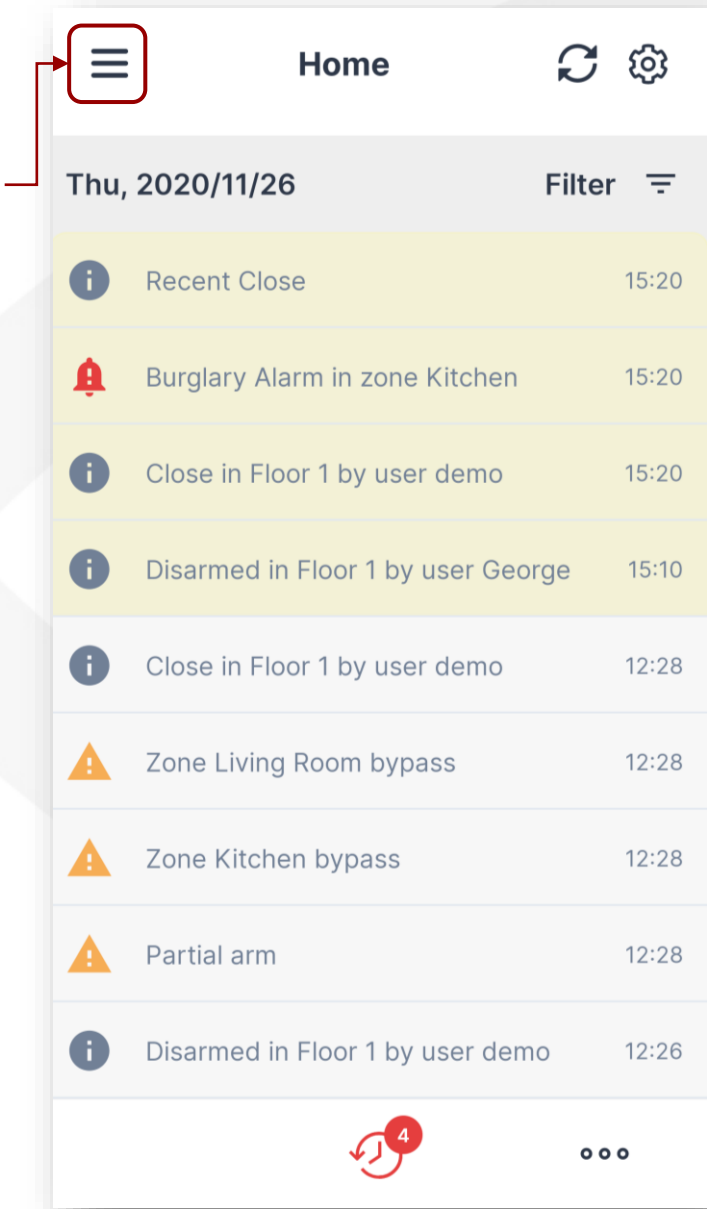 Home
Thu, 2020/11/26 Filter
Recent Close 15:20
Burglary Alarm in zone Kitchen 15:20
Close in Floor 1 by user demo 15:20
Disarmed in Floor 1 by user George 15:10
Close in Floor 1 by user demo 12:28
Zone Living Room bypass 12:28
Zone Kitchen bypass 12:28
Partial arm 12:28
Disarmed in Floor 1 by user demo 12:26
4